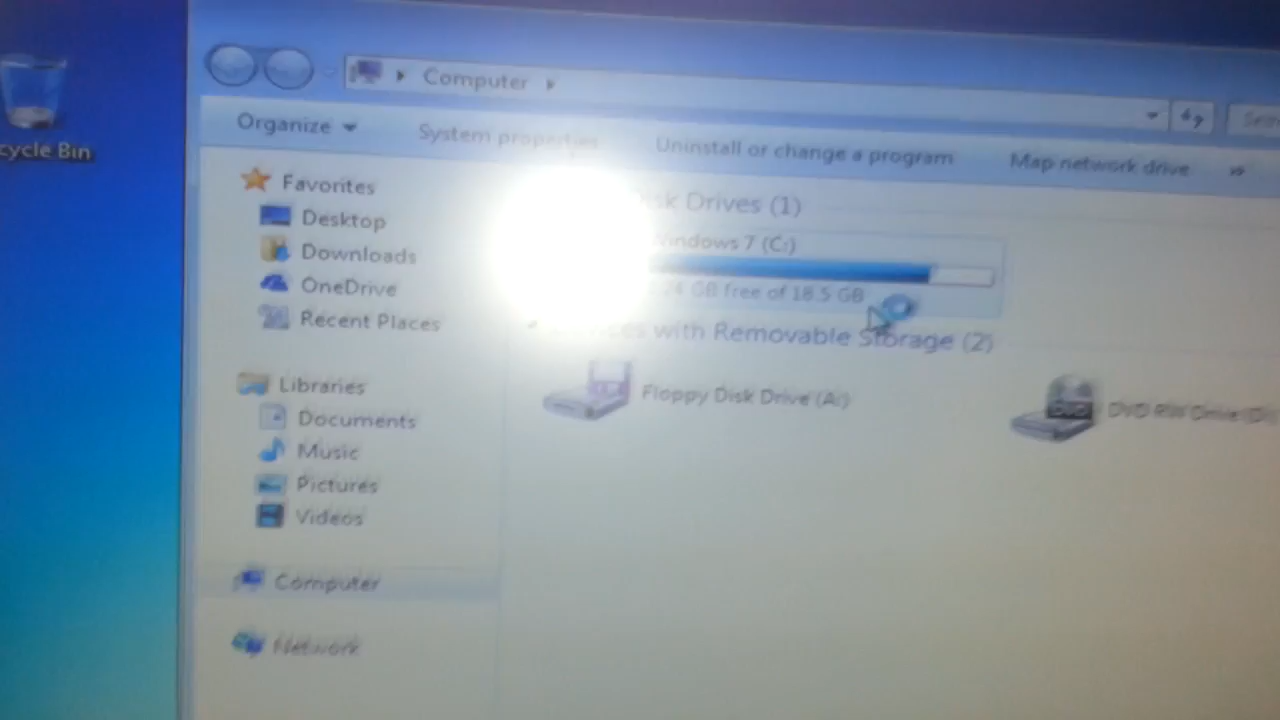 cycle Bin
Computer
Organize
System properties
Uninstall or change a program
Map network drive
Favorites
Desktop
Downloads
OneDrive
Recent Places
Libraries
Documents
Music
Pictures
Videos
Computer
Network
sk Drives (1)
Windows 7 (C:)
GB free of 18.5 GB
with Removable Storage (2)
Floppy Disk Drive (A:)
DVD RW Drive